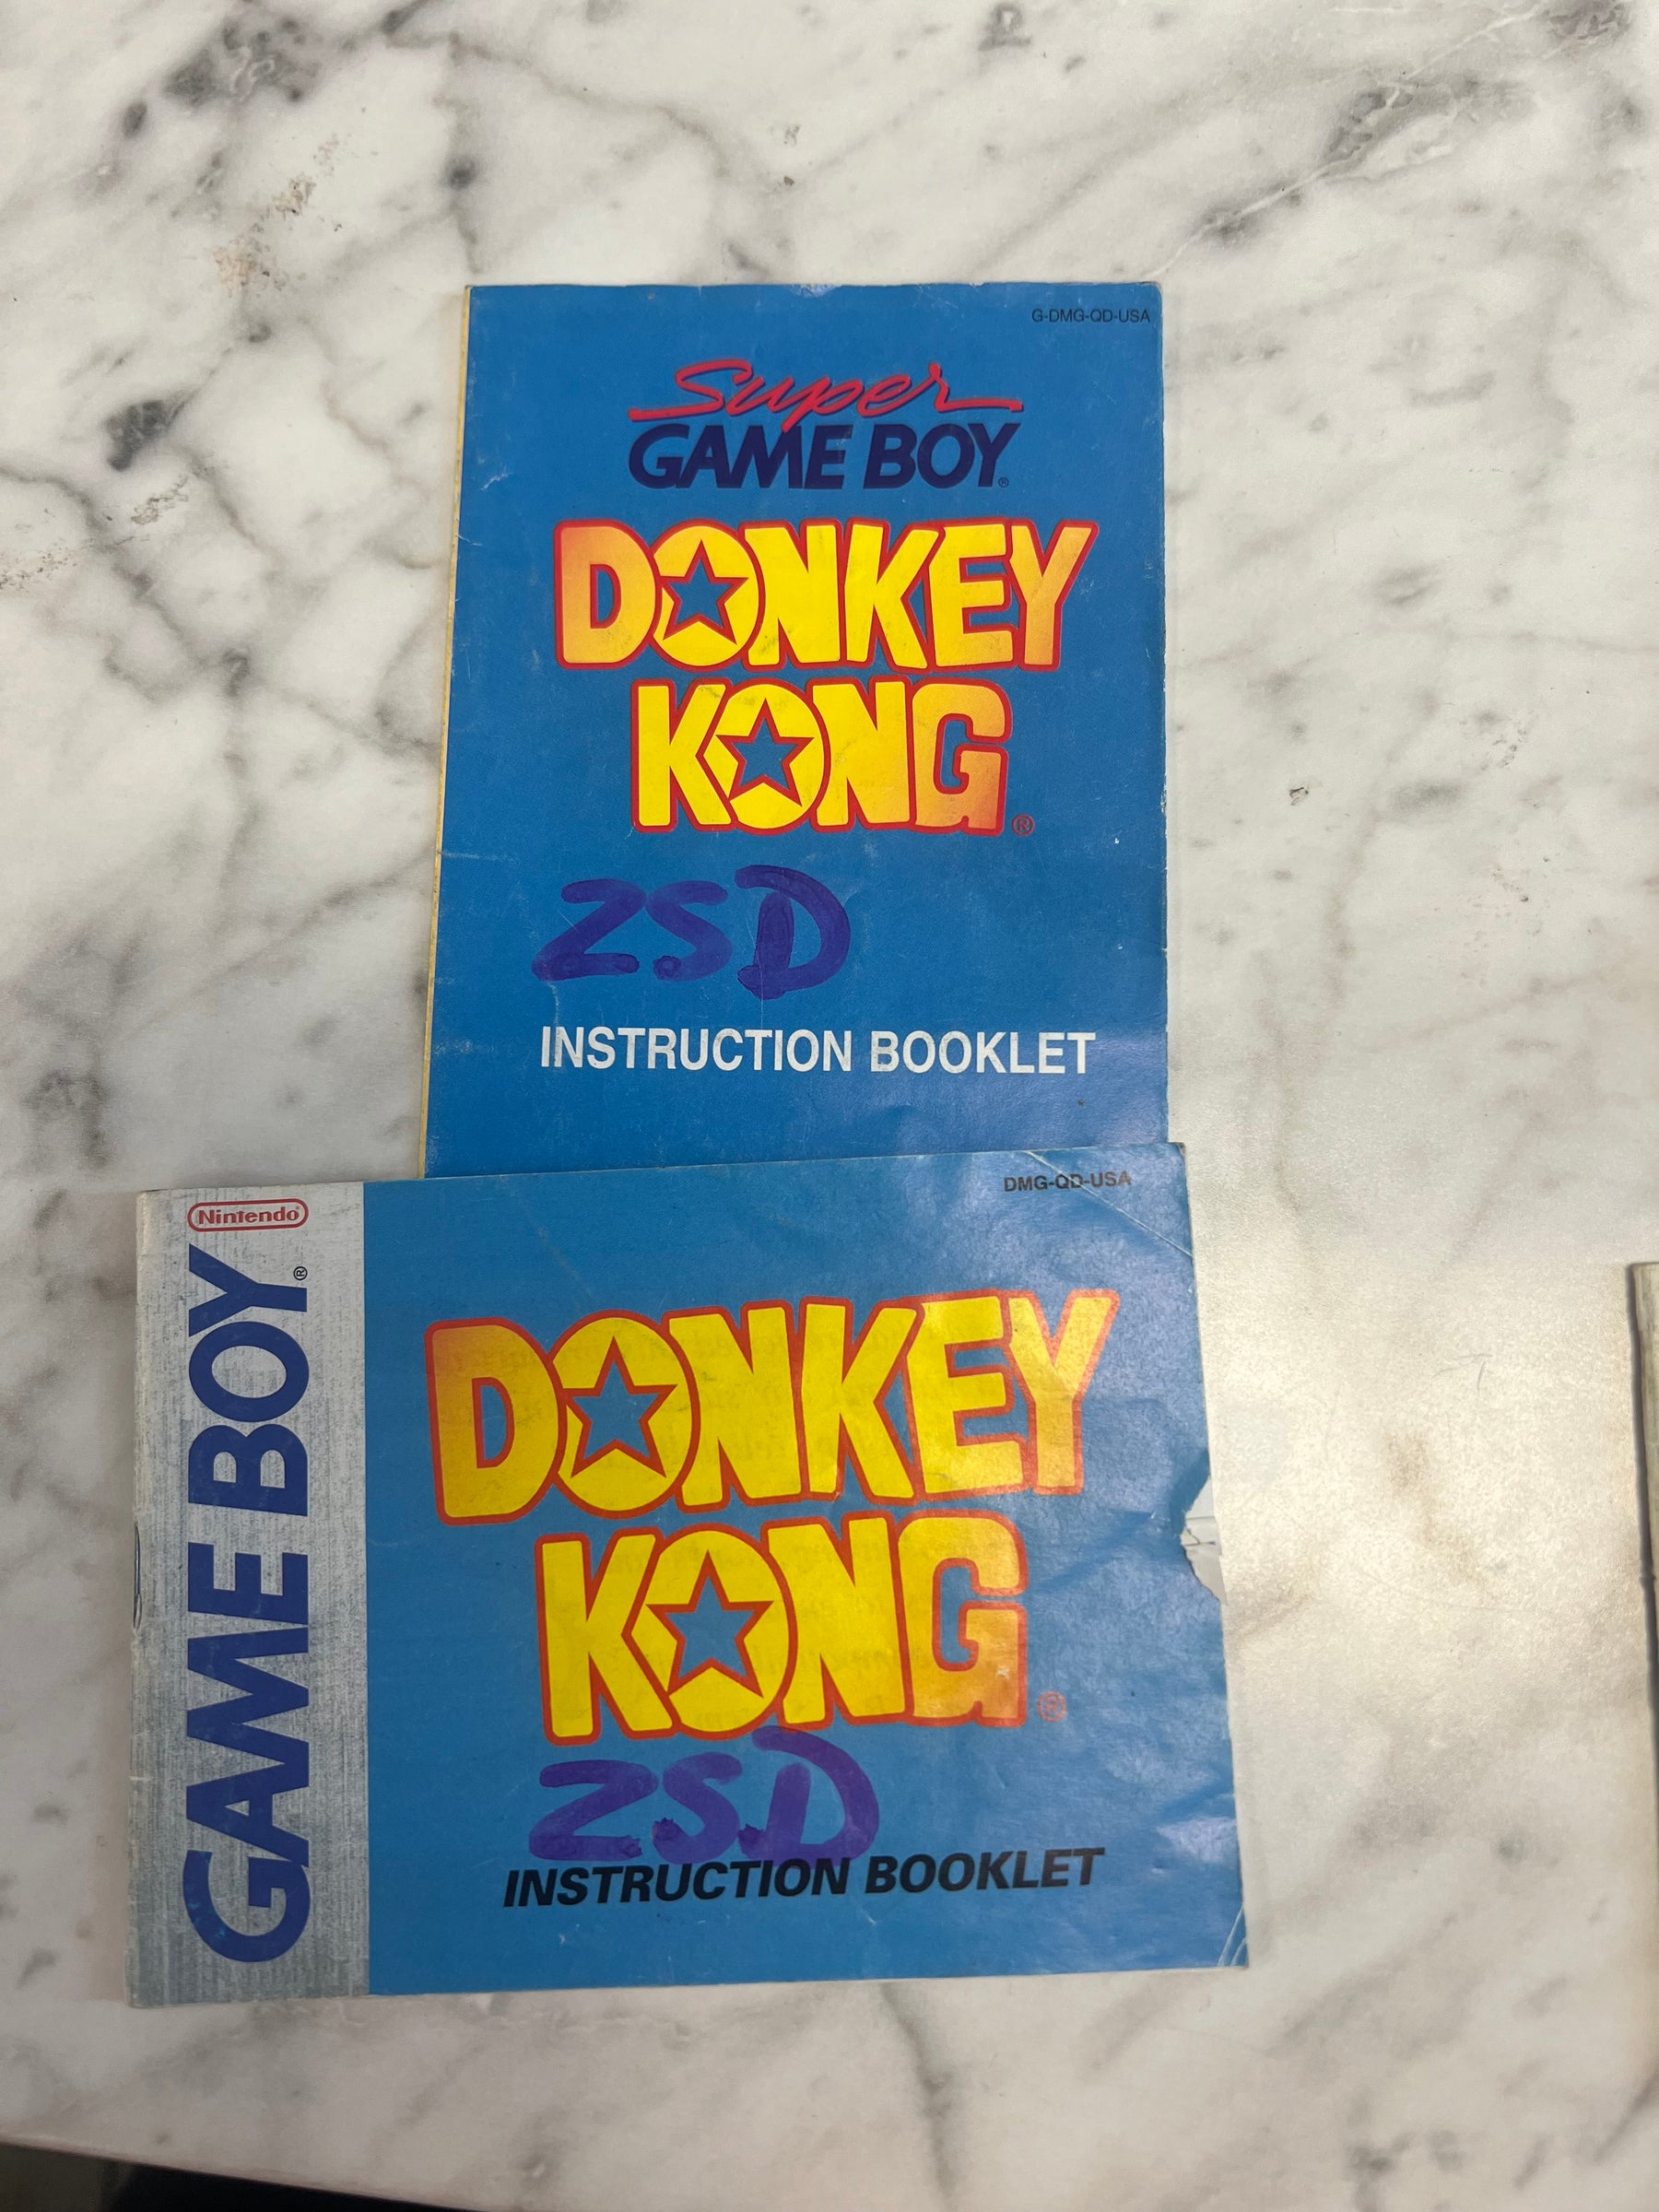 G-DMG-QD-USA
Super
GAME BOY®
DONKEY
KONG®
ZSD
INSTRUCTION BOOKLET
DMG-QD-USA
Nintendo®
GAME BOY®
DONKEY
KONG®
ZSD
INSTRUCTION BOOKLET